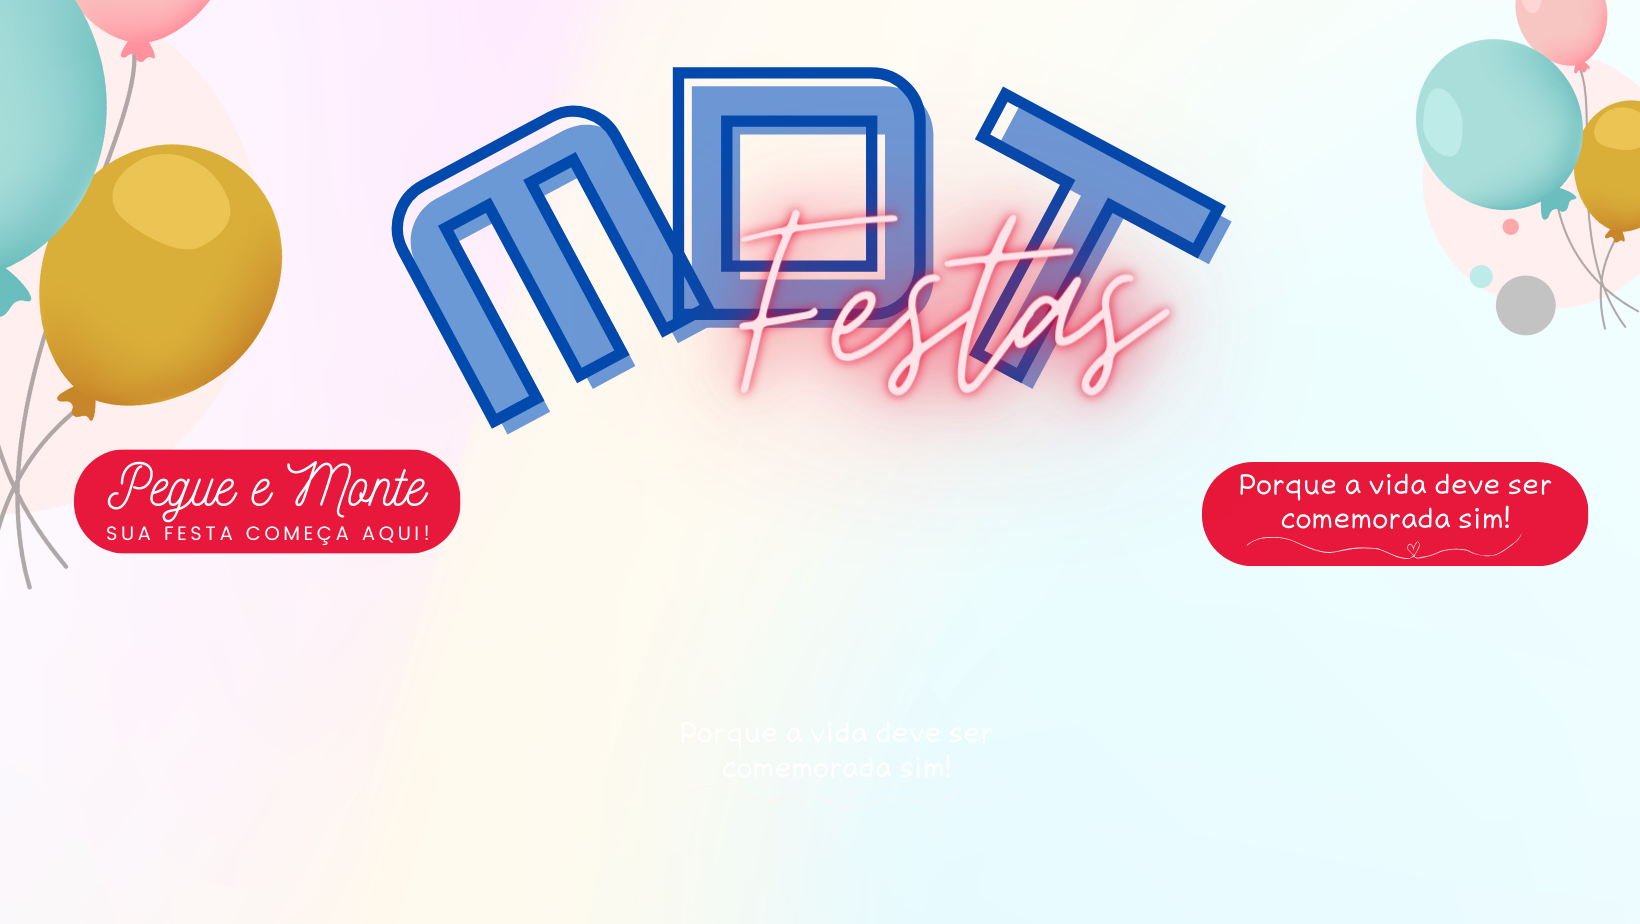 MDT
Festas
Pegue e Monte
SUA FESTA COMEÇA AQUI!
Porque a vida deve ser
comemorada sim!
Porque a vida deve ser
comemorada sim!